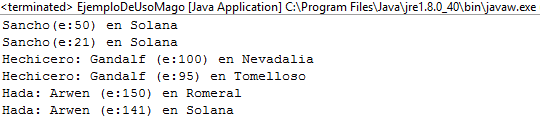 <terminated> EjemploDeUsoMago [Java Application] C:\Program Files\Java\jre1.8.0_40\bin\javaw.exe
Sancho(e:50) en Solana
Sancho(e:21) en Solana
Hechicero: Gandalf (e:100) en Nevadalia
Hechicero: Gandalf (e:95) en Tomelloso
Hada: Arwen (e:150) en Romeral
Hada: Arwen (e:141) en Solana